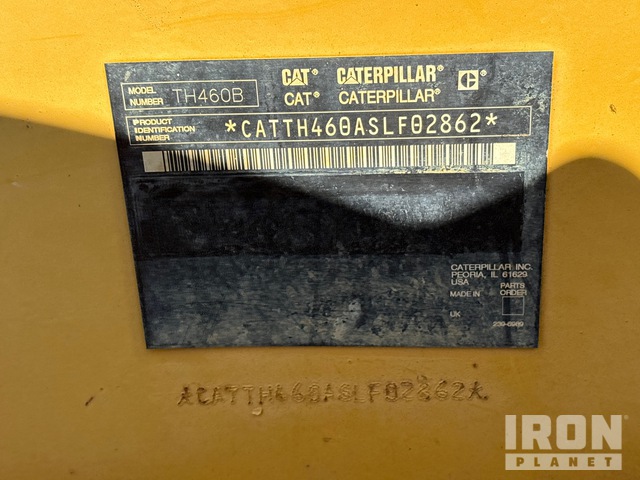 MODEL NUMBER TH460B
CAT® CATERPILLAR® C®
CAT® CATERPILLAR®
PRODUCT
IDENTIFICATION
NUMBER
*CATTH460ASLF02862*
CATERPILLAR INC.
PEORIA, IL 61629
USA
MADE IN
PARTS
ORDER
UK
239-8989
*CATTH460ASLF02862*
IRON
PLANET